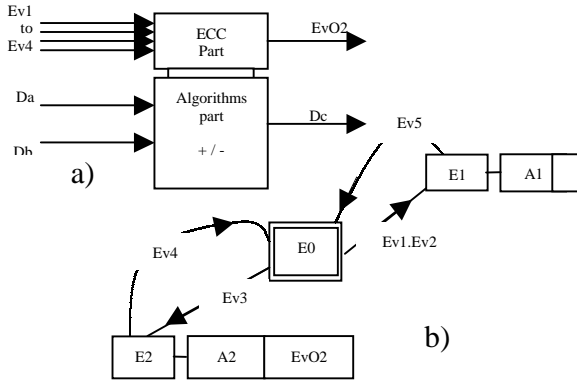 Ev1
to
Ev4
ECC
Part
EvO2
Da
Db
Algorithms
part
+ / -
Dc
a)
Ev5
E1
A1
E0
Ev1.Ev2
Ev4
Ev3
b)
E2
A2
EvO2